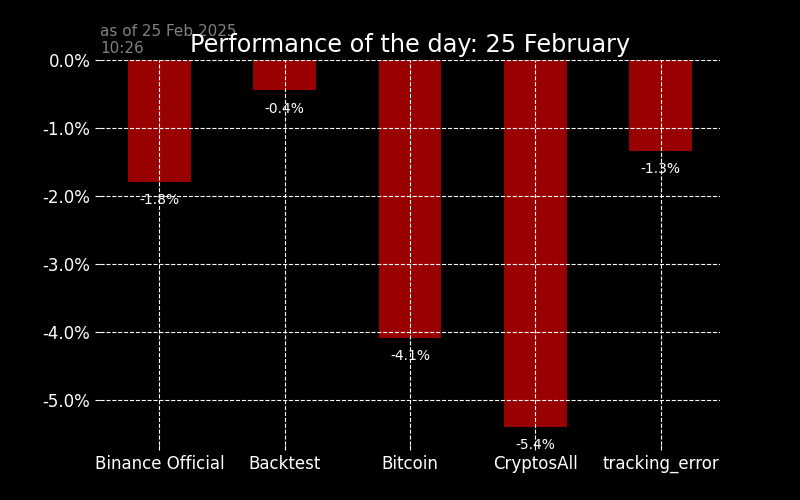 as of 25 Feb 2025
10:26
Performance of the day: 25 February
0.0%
-1.0%
-2.0%
-3.0%
-4.0%
-5.0%
-1.8%
-0.4%
-4.1%
-5.4%
-1.3%
Binance Official
Backtest
Bitcoin
CryptosAll
tracking_error